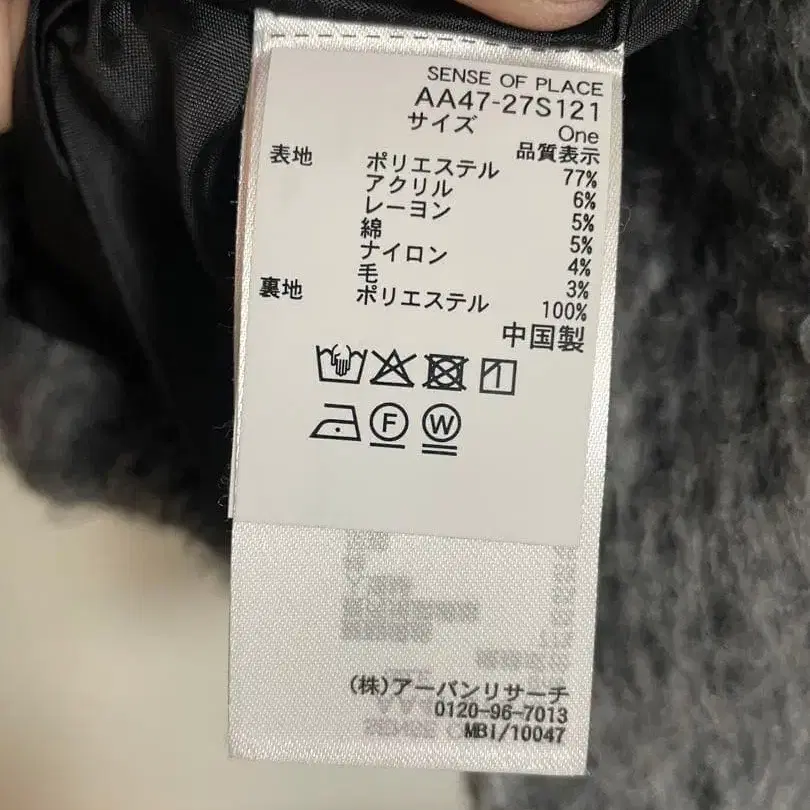 SENSE OF PLACE
AA47-27S121
サイズ One
品質表示
表地 ポリエステル 77%
アクリル 6%
レーヨン 5%
綿 5%
ナイロン 4%
毛 3%
裏地 ポリエステル 100%
中国製
F W
(株)アーバンリサーチ
0120-96-7013
MBI/10047